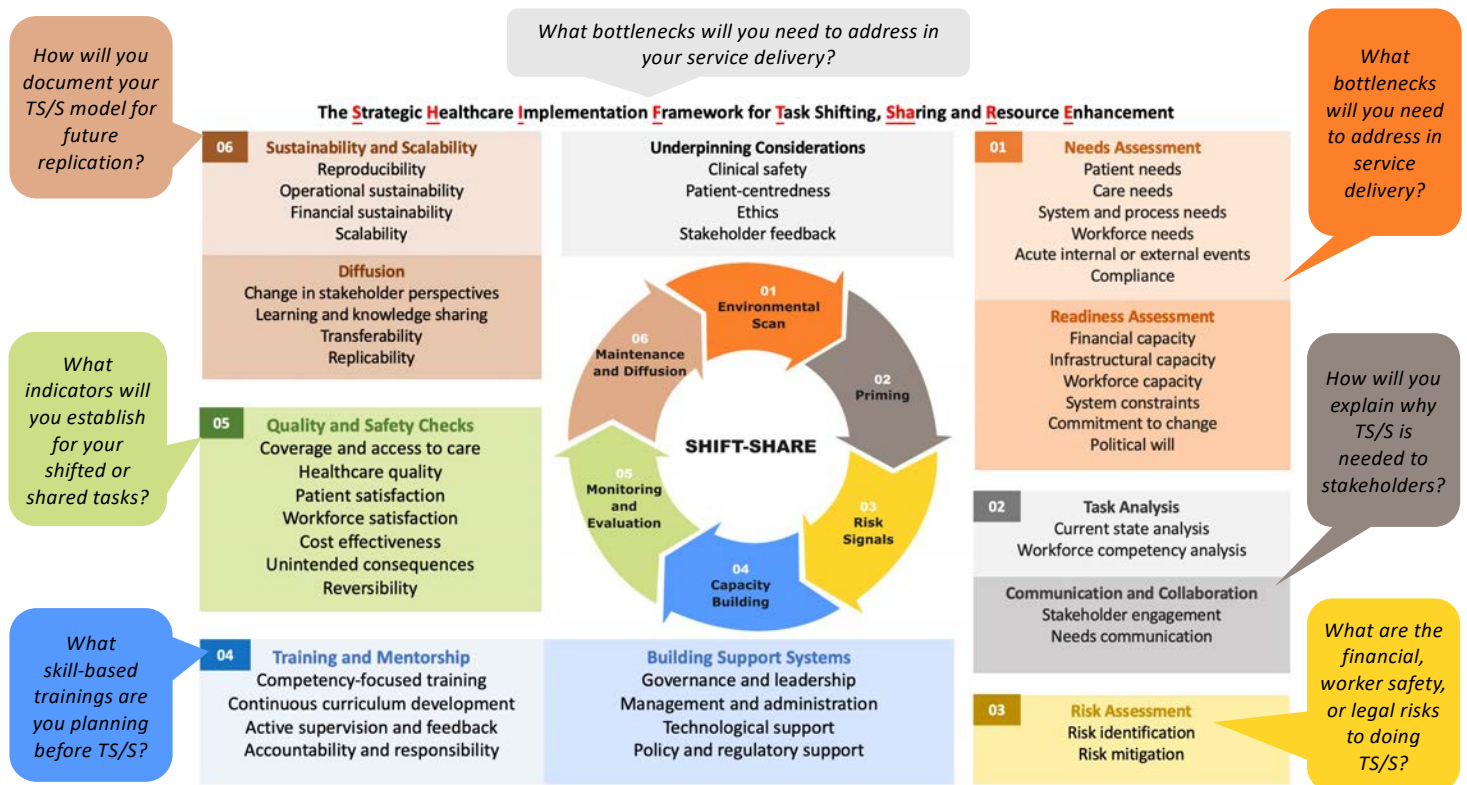 What bottlenecks will you need to address in
your service delivery?
How will you
document your
TS/S model for
future
replication?
What
bottlenecks
will you need
to address in
service
delivery?
The Strategic Healthcare Implementation Framework for Task Shifting, Sharing and Resource Enhancement
06
Sustainability and Scalability
Reproducibility
Operational sustainability
Financial sustainability
Scalability
Diffusion
Change in stakeholder perspectives
Learning and knowledge sharing
Transferability
Replicability
Underpinning Considerations
Clinical safety
Patient-centredness
Ethics
Stakeholder feedback
01
Needs Assessment
Patient needs
Care needs
System and process needs
Workforce needs
Acute internal or external events
Compliance
Readiness Assessment
Financial capacity
Infrastructural capacity
Workforce capacity
System constraints
Commitment to change
Political will
01
Environmental
Scan
02
Priming
03
Risk
Signals
04
Capacity
Building
05
Monitoring
and
Evaluation
06
Maintenance
and Diffusion
SHIFT-SHARE
What
indicators will
you establish
for your
shifted or
shared tasks?
05
Quality and Safety Checks
Coverage and access to care
Healthcare quality
Patient satisfaction
Workforce satisfaction
Cost effectiveness
Unintended consequences
Reversibility
How will you
explain why
TS/S is
needed to
stakeholders?
02
Task Analysis
Current state analysis
Workforce competency analysis
Communication and Collaboration
Stakeholder engagement
Needs communication
What
skill-based
trainings are
you planning
before TS/S?
04
Training and Mentorship
Competency-focused training
Continuous curriculum development
Active supervision and feedback
Accountability and responsibility
Building Support Systems
Governance and leadership
Management and administration
Technological support
Policy and regulatory support
03
Risk Assessment
Risk identification
Risk mitigation
What are the
financial,
worker safety,
or legal risks
to doing
TS/S?